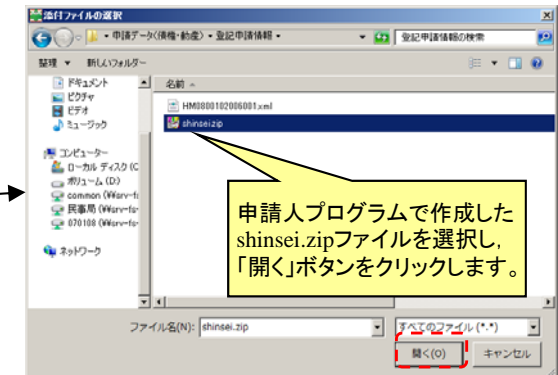 添付ファイルの選択
« 申請データ(債権・動産) • 登記申請情報 •
登記申請情報の検索
整理 ▼ 新しいフォルダー
ドキュメント
ピクチャ
ビデオ
ミュージック
コンピューター
ローカル ディスク (C
ボリューム (D:)
common (\\srv-f
民事局 (\\srv-fs
070108 (\\srv-fs
ネットワーク
名前
HM0800102006001.xml
shinsei.zip
申請人プログラムで作成した
shinsei.zipファイルを選択し,
「開く」ボタンをクリックします。
ファイル名(N): shinsei.zip
すべてのファイル (*.*)
開く(O)
キャンセル